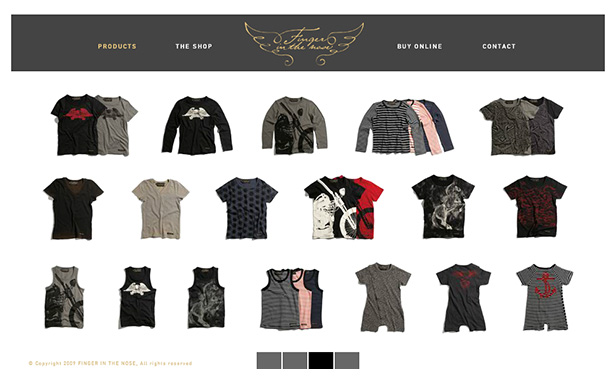 PRODUCTS
THE SHOP
Finger
in the nose
BUY ONLINE
CONTACT
© Copyright 2009 FINGER IN THE NOSE, All rights reserved